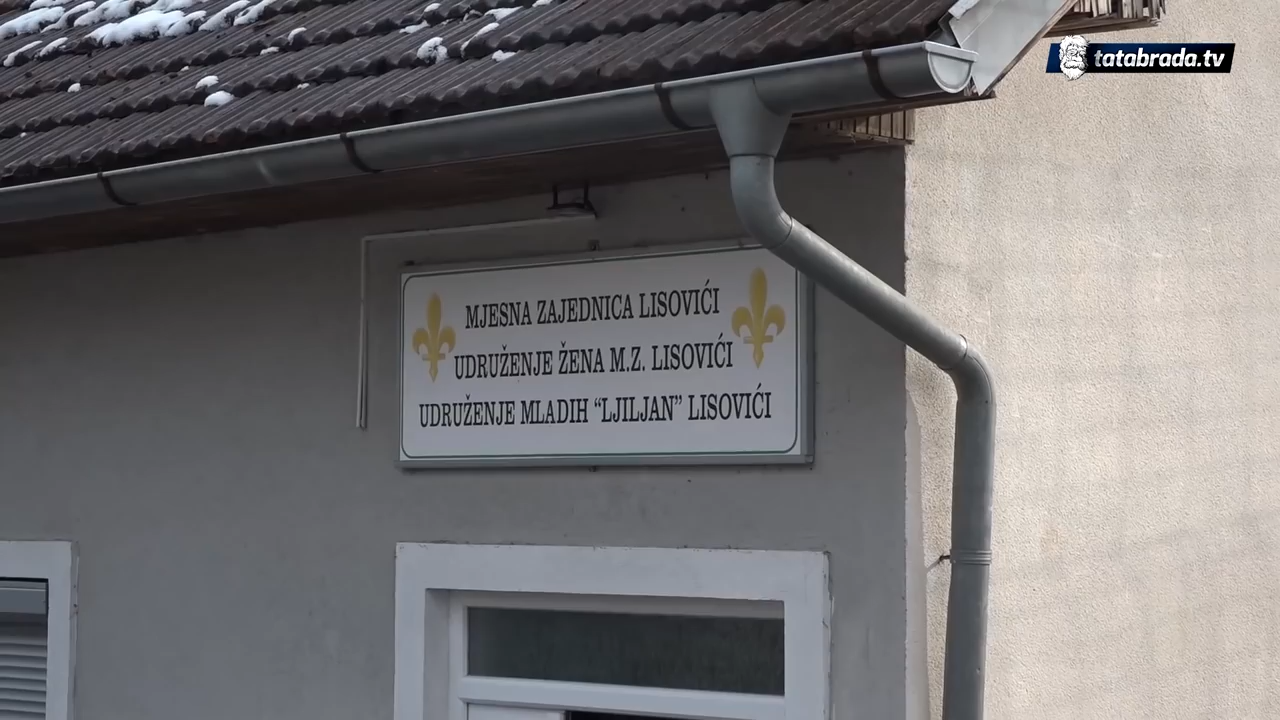 tatabrada.tv
MJESNA ZAJEDNICA LISOVIĆI
UDRUŽENJE ŽENA M.Z. LISOVIĆI
UDRUŽENJE MLADIH “LJILJAN” LISOVIĆI